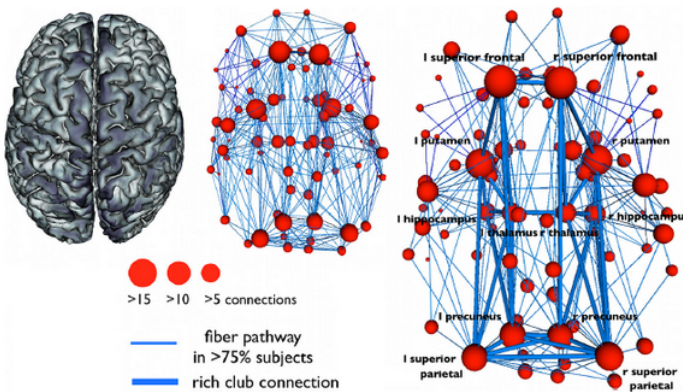 l superior frontal
r superior frontal
l putamen
r putamen
l hippocampus
r hippocampus
l thalamus
r thalamus
l precuneus
r precuneus
l superior
parietal
r superior
parietal
>15
>10
>5 connections
fiber pathway
in >75% subjects
rich club connection